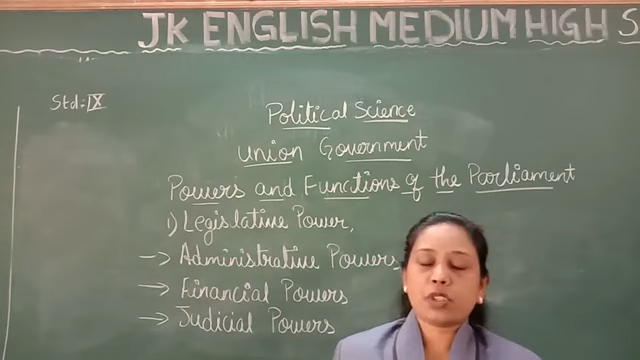 JK ENGLISH MEDIUM HIGH S
Std:- IX
Political Science
Union Government
Powers and Functions of the Parliament
1) Legislative Power,
→ Administrative Powers
→ Financial Powers
→ Judicial Powers